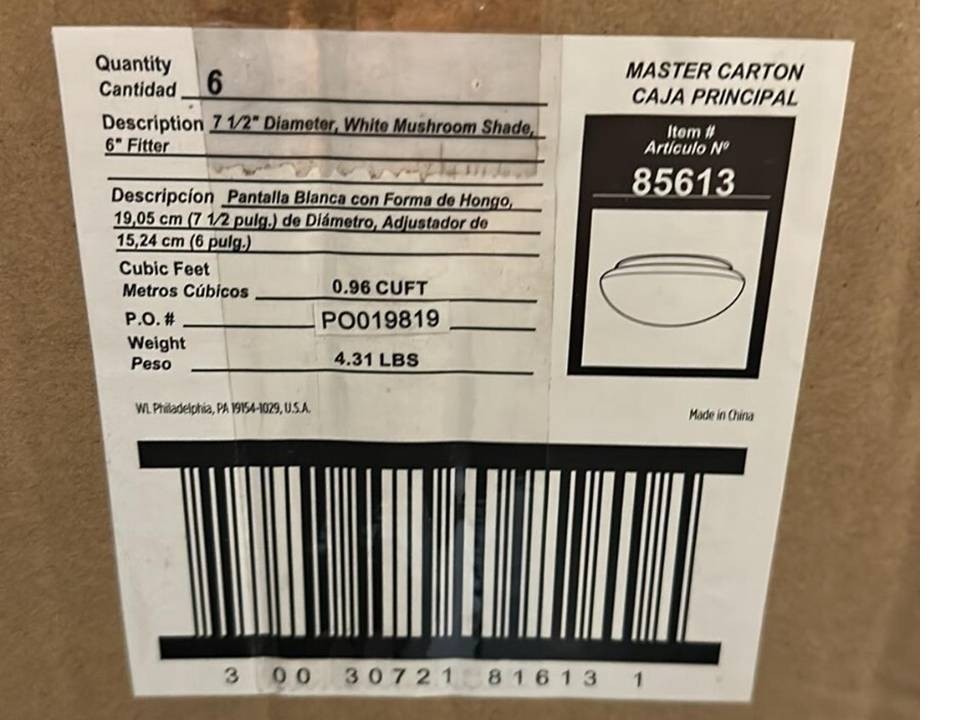 Quantity
Cantidad 6
Description 7 1/2" Diameter, White Mushroom Shade,
6" Fitter
Descripcíon Pantalla Blanca con Forma de Hongo,
19,05 cm (7 1/2 pulg.) de Diámetro, Adjustador de
15,24 cm (6 pulg.)
Cubic Feet
Metros Cúbicos 0.96 CUFT
P.O. # PO019819
Weight
Peso 4.31 LBS
WL Philadelphia, PA 19154-1029, U.S.A.
MASTER CARTON
CAJA PRINCIPAL
Item #
Artículo Nº
85613
Made in China
3 00 30721 81613 1